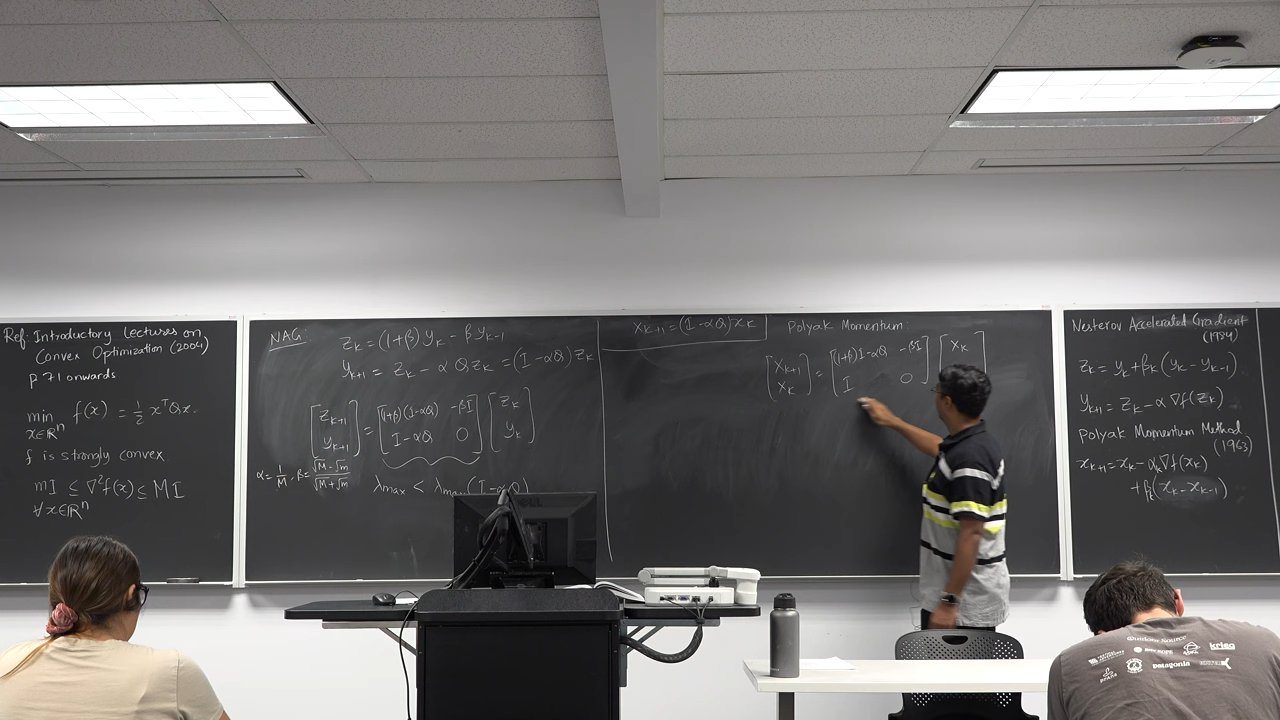 Ref: Introductory Lectures on
Convex Optimization (2004)
p 71 onwards
min f(x) = 1/2 xᵀQx
x∈ℝⁿ
f is strongly convex
mI ≤ ∇²f(x) ≤ MI
∀x∈ℝⁿ
NAG:
z_k = (1+β) y_k - β y_{k-1}
y_{k+1} = z_k - α Q z_k = (I-αQ) z_k
[z_{k+1}] = [(1+β)(I-αQ) -βI] [z_k]
[y_{k+1}] [I-αQ 0] [y_k]
α = 1/M, β = (√M - √m)/(√M + √m)
λmax < λmax(I-αQ)
DELL
x_{k+1} = (I-αQ) x_k
Polyak Momentum
[x_{k+1}] = [(1+β)I-αQ -βI] [x_k]
[x_k] [I 0]
Nesterov Accelerated Gradient
z_k = y_k + β_k (y_k - y_{k-1})
y_{k+1} = z_k - α ∇f(z_k)
Polyak Momentum Method
x_{k+1} = x_k - α_k ∇f(x_k)
+ β_k (x_k - x_{k-1})
patagonia